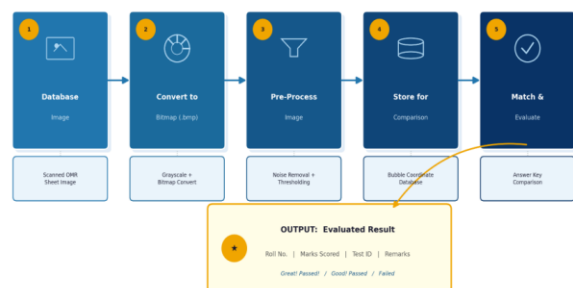 1
Database
Image
Scanned OMR
Sheet Image
2
Convert to
Bitmap (.bmp)
Grayscale +
Bitmap Convert
3
Pre-Process
Image
Noise Removal +
Thresholding
4
Store for
Comparison
Bubble Coordinate
Database
5
Match &
Evaluate
Answer Key
Comparison
OUTPUT: Evaluated Result
Roll No. | Marks Scored | Test ID | Remarks
Great! Passed! / Good! Passed / Failed